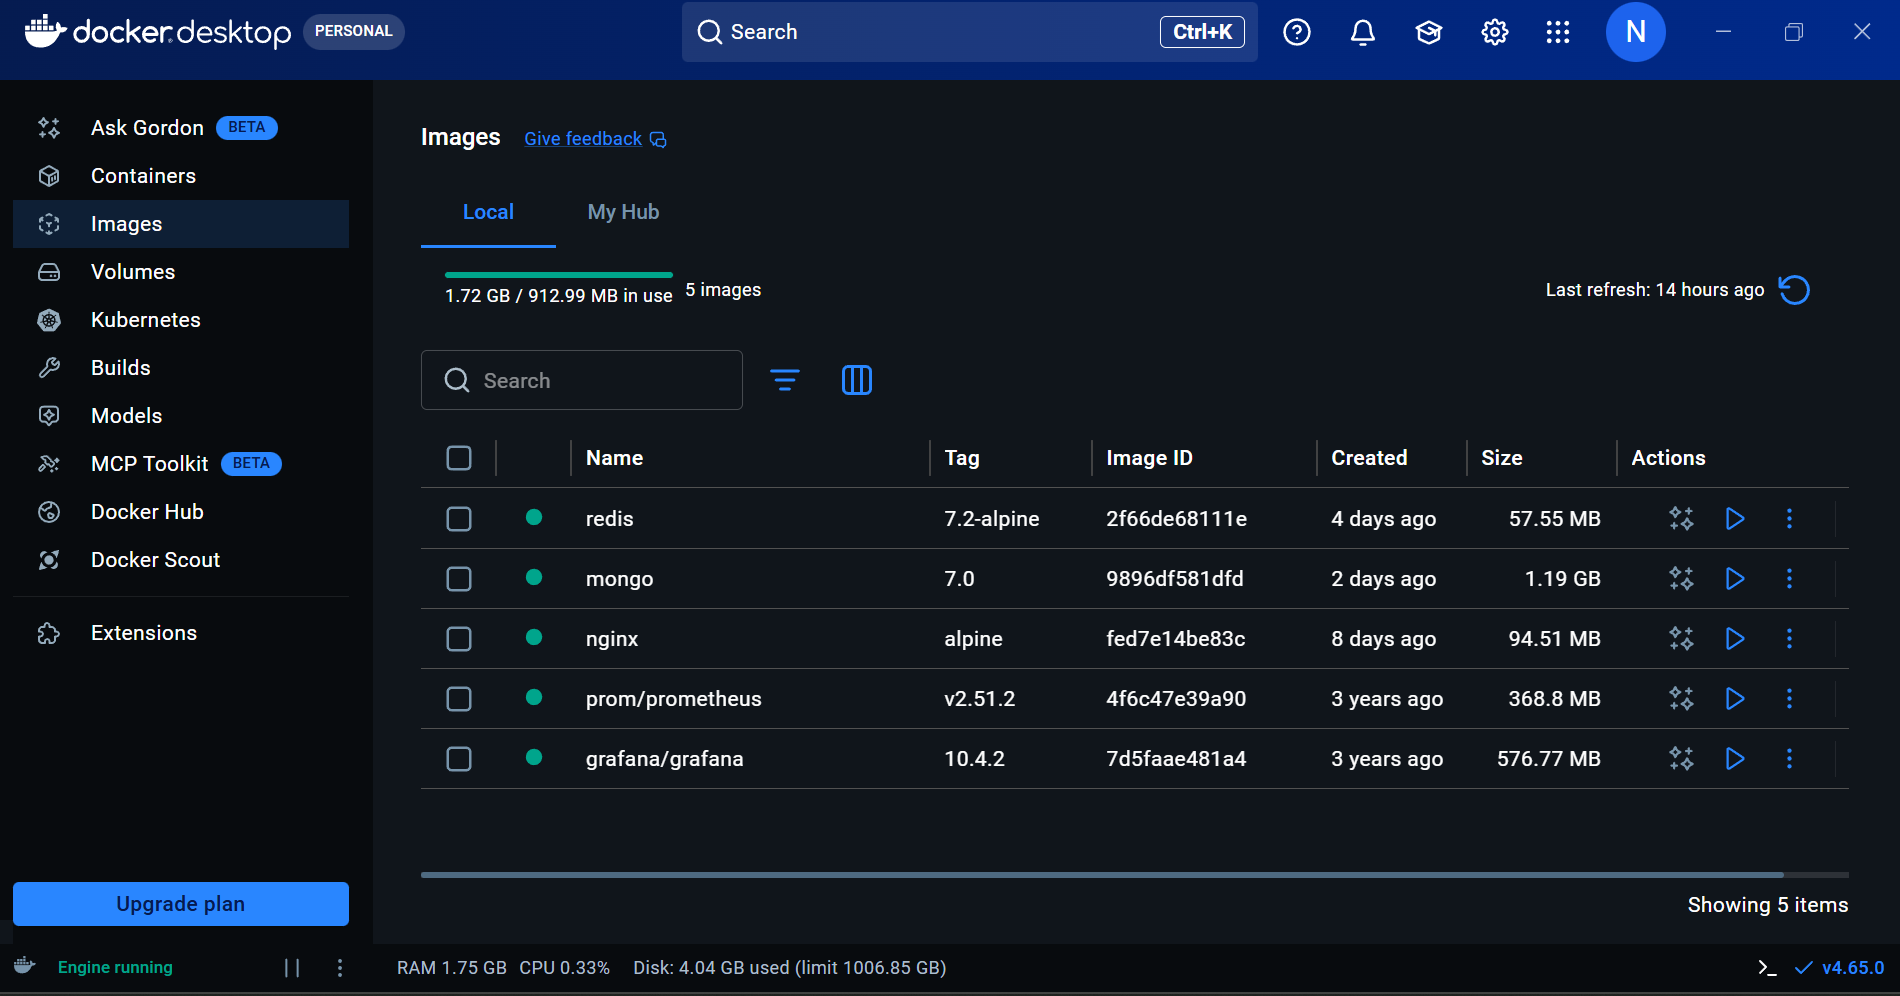 docker desktop PERSONAL Search Ctrl+K N
Ask Gordon BETA
Containers
Images
Volumes
Kubernetes
Builds
Models
MCP Toolkit BETA
Docker Hub
Docker Scout
Extensions
Upgrade plan
Images Give feedback
Local My Hub
1.72 GB / 912.99 MB in use 5 images Last refresh: 14 hours ago
Search
Name Tag Image ID Created Size Actions
redis 7.2-alpine 2f66de68111e 4 days ago 57.55 MB
mongo 7.0 9896df581dfd 2 days ago 1.19 GB
nginx alpine fed7e14be83c 8 days ago 94.51 MB
prom/prometheus v2.51.2 4f6c47e39a90 3 years ago 368.8 MB
grafana/grafana 10.4.2 7d5faae481a4 3 years ago 576.77 MB
Showing 5 items
Engine running RAM 1.75 GB CPU 0.33% Disk: 4.04 GB used (limit 1006.85 GB) v4.65.0